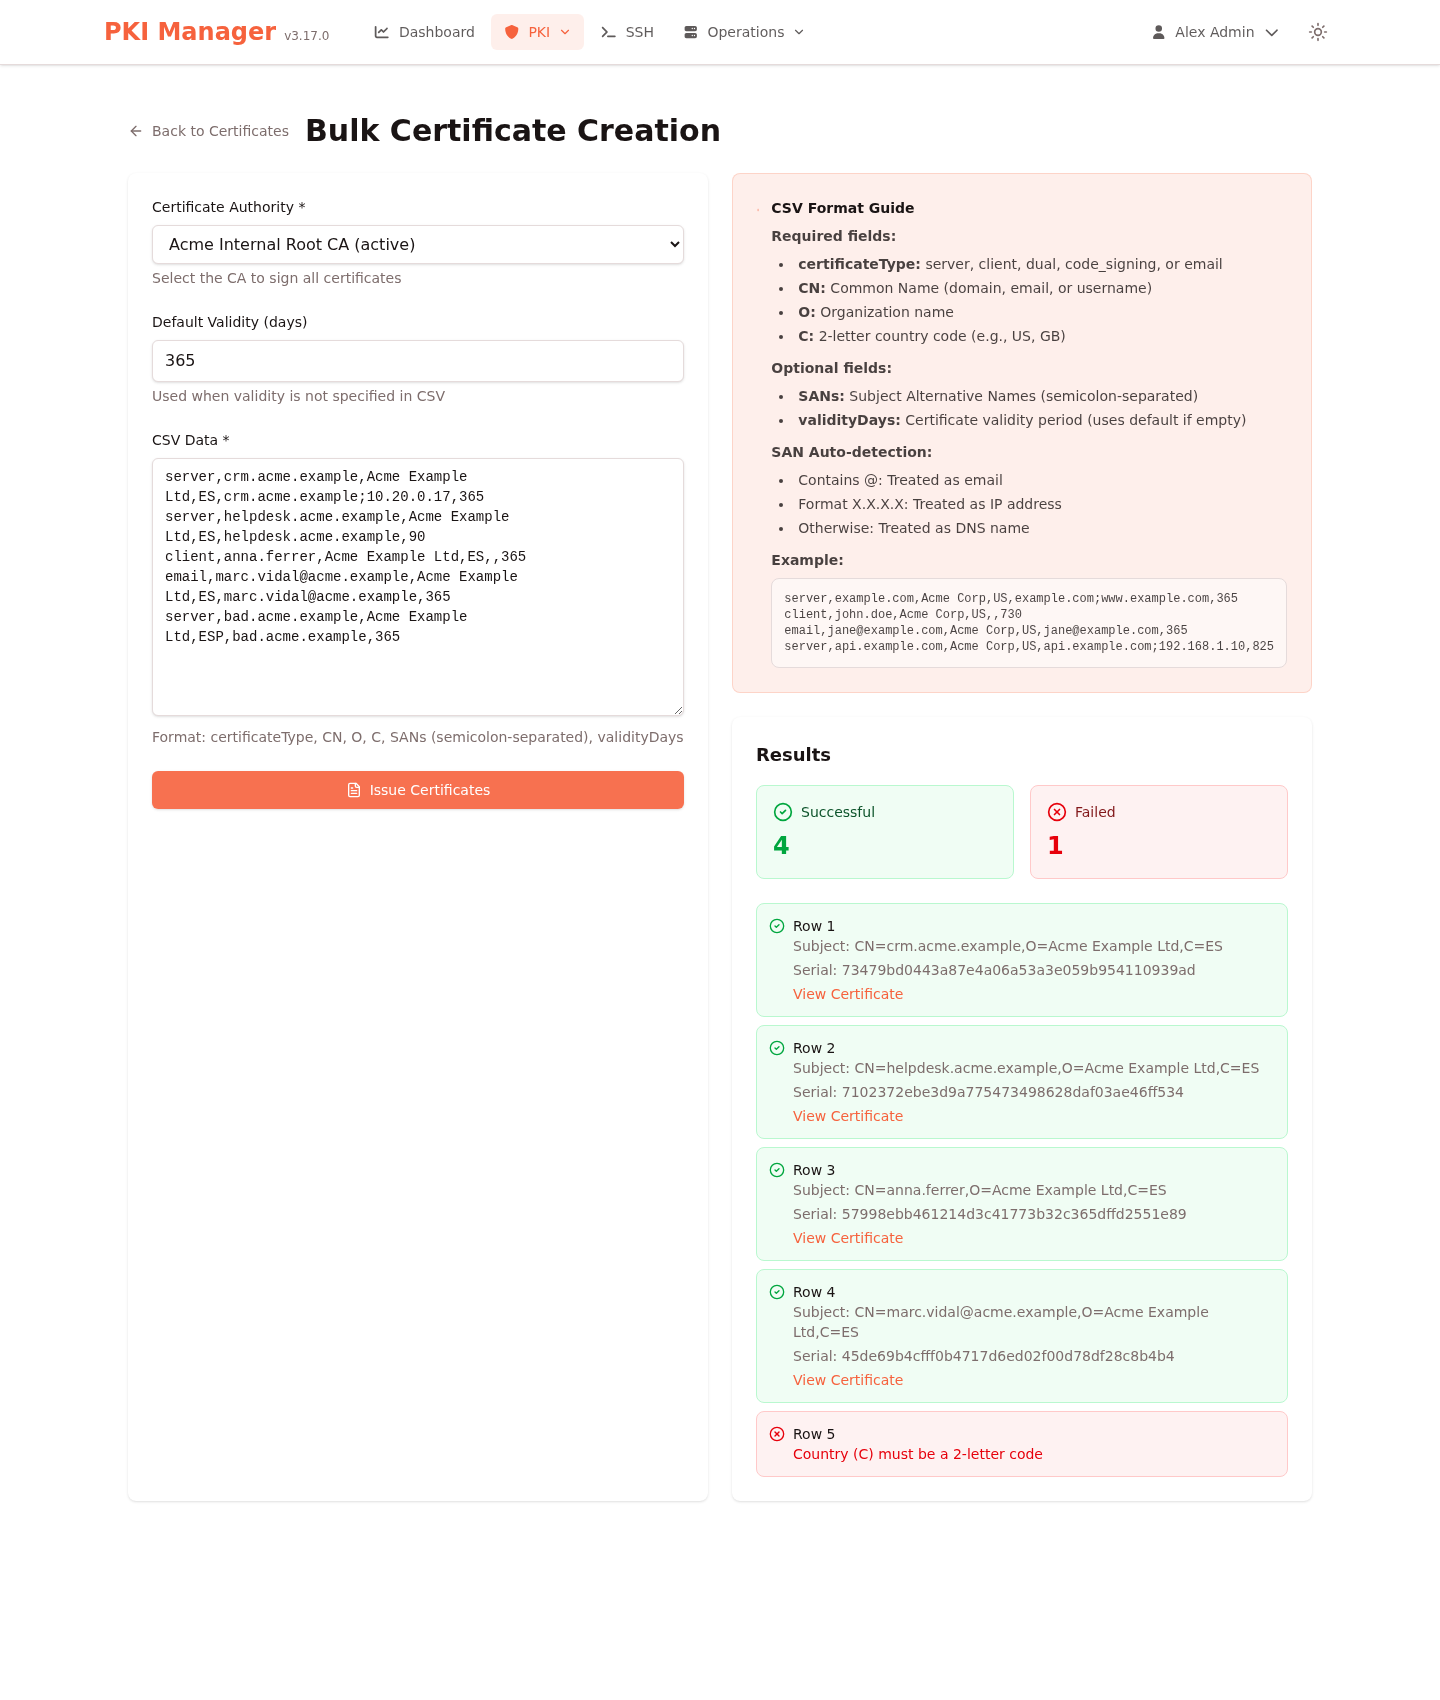 PKI Manager v3.17.0 Dashboard PKI SSH Operations Alex Admin
Back to Certificates Bulk Certificate Creation
Certificate Authority *
Acme Internal Root CA (active)
Select the CA to sign all certificates
Default Validity (days)
365
Used when validity is not specified in CSV
CSV Data *
server,crm.acme.example,Acme Example
Ltd,ES,crm.acme.example;10.20.0.17,365
server,helpdesk.acme.example,Acme Example
Ltd,ES,helpdesk.acme.example,90
client,anna.ferrer,Acme Example Ltd,ES,,365
email,marc.vidal@acme.example,Acme Example
Ltd,ES,marc.vidal@acme.example,365
server,bad.acme.example,Acme Example
Ltd,ESP,bad.acme.example,365
Format: certificateType, CN, O, C, SANs (semicolon-separated), validityDays
Issue Certificates
CSV Format Guide
Required fields:
• certificateType: server, client, dual, code_signing, or email
• CN: Common Name (domain, email, or username)
• O: Organization name
• C: 2-letter country code (e.g., US, GB)
Optional fields:
• SANs: Subject Alternative Names (semicolon-separated)
• validityDays: Certificate validity period (uses default if empty)
SAN Auto-detection:
• Contains @: Treated as email
• Format X.X.X.X: Treated as IP address
• Otherwise: Treated as DNS name
Example:
server,example.com,Acme Corp,US,example.com;www.example.com,365
client,john.doe,Acme Corp,US,,730
email,jane@example.com,Acme Corp,US,jane@example.com,365
server,api.example.com,Acme Corp,US,api.example.com;192.168.1.10,825
Results
Successful
4
Failed
1
Row 1
Subject: CN=crm.acme.example,O=Acme Example Ltd,C=ES
Serial: 73479bd0443a87e4a06a53a3e059b954110939ad
View Certificate
Row 2
Subject: CN=helpdesk.acme.example,O=Acme Example Ltd,C=ES
Serial: 7102372ebe3d9a775473498628daf03ae46ff534
View Certificate
Row 3
Subject: CN=anna.ferrer,O=Acme Example Ltd,C=ES
Serial: 57998ebb461214d3c41773b32c365dffd2551e89
View Certificate
Row 4
Subject: CN=marc.vidal@acme.example,O=Acme Example
Ltd,C=ES
Serial: 45de69b4cfff0b4717d6ed02f00d78df28c8b4b4
View Certificate
Row 5
Country (C) must be a 2-letter code